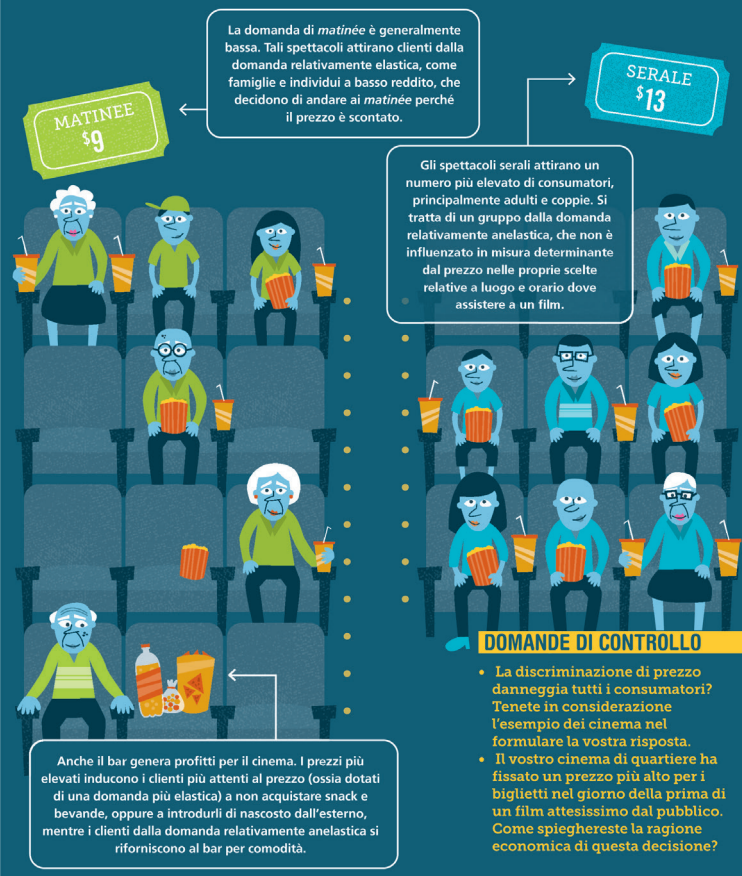 La domanda di matinée è generalmente
bassa. Tali spettacoli attirano clienti dalla
domanda relativamente elastica, come
famiglie e individui a basso reddito, che
decidono di andare ai matinée perché
il prezzo è scontato.
MATINEE
$9
SERALE
$13
Gli spettacoli serali attirano un
numero più elevato di consumatori,
principalmente adulti e coppie. Si
tratta di un gruppo dalla domanda
relativamente anelastica, che non è
influenzato in misura determinante
dal prezzo nelle proprie scelte
relative a luogo e orario dove
assistere a un film.
Anche il bar genera profitti per il cinema. I prezzi più
elevati inducono i clienti più attenti al prezzo (ossia dotati
di una domanda più elastica) a non acquistare snack e
bevande, oppure a introdurli di nascosto dall'esterno,
mentre i clienti dalla domanda relativamente anelastica si
riforniscono al bar per comodità.
DOMANDE DI CONTROLLO
• La discriminazione di prezzo
danneggia tutti i consumatori?
Tenete in considerazione
l'esempio dei cinema nel
formulare la vostra risposta.
• Il vostro cinema di quartiere ha
fissato un prezzo più alto per i
biglietti nel giorno della prima di
un film attesissimo dal pubblico.
Come spieghereste la ragione
economica di questa decisione?